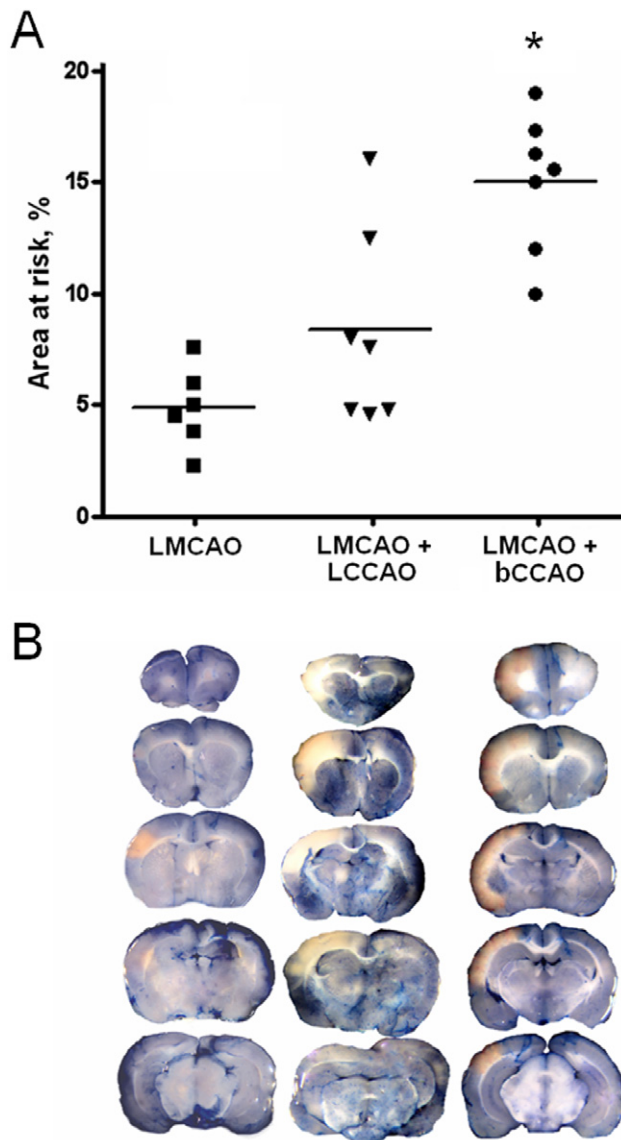 A
*
20
15
10
5
0
Area at risk, %
LMCAO
LMCAO +
LCCAO
LMCAO +
bCCAO
B